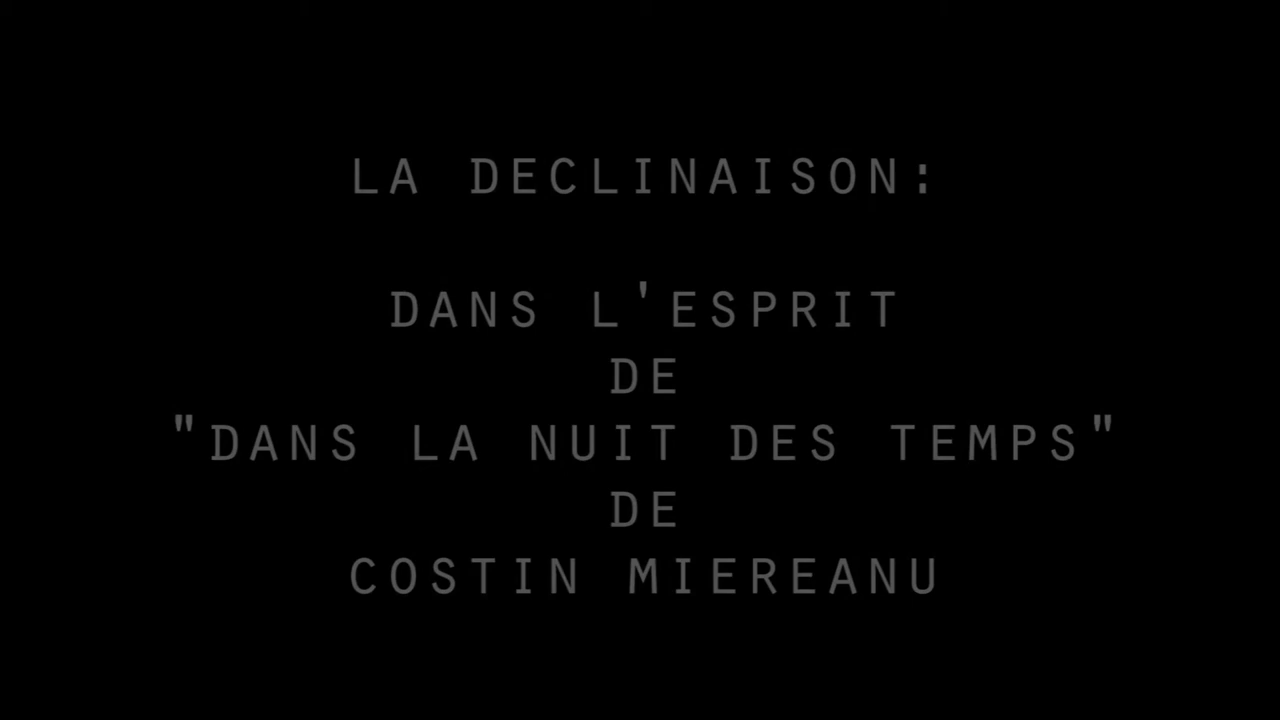 LA DECLINAISON:
DANS L'ESPRIT
DE
"DANS LA NUIT DES TEMPS"
DE
COSTIN MIEREANU